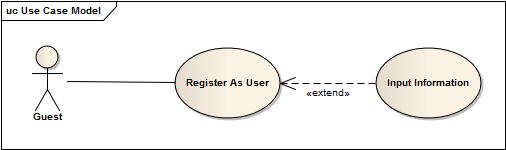 uc Use Case Model
Register As User
Input Information
«extend»
Guest